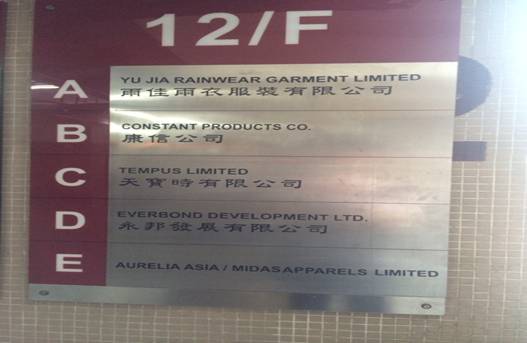 12/F
A
YU JIA RAINWEAR GARMENT LIMITED
雨佳雨衣服裝有限公司
B
CONSTANT PRODUCTS CO.
康信公司
C
TEMPUS LIMITED
天寶時有限公司
D
EVERBOND DEVELOPMENT LTD.
永邦發展有限公司
E
AURELIA ASIA / MIDAS APPARELS LIMITED